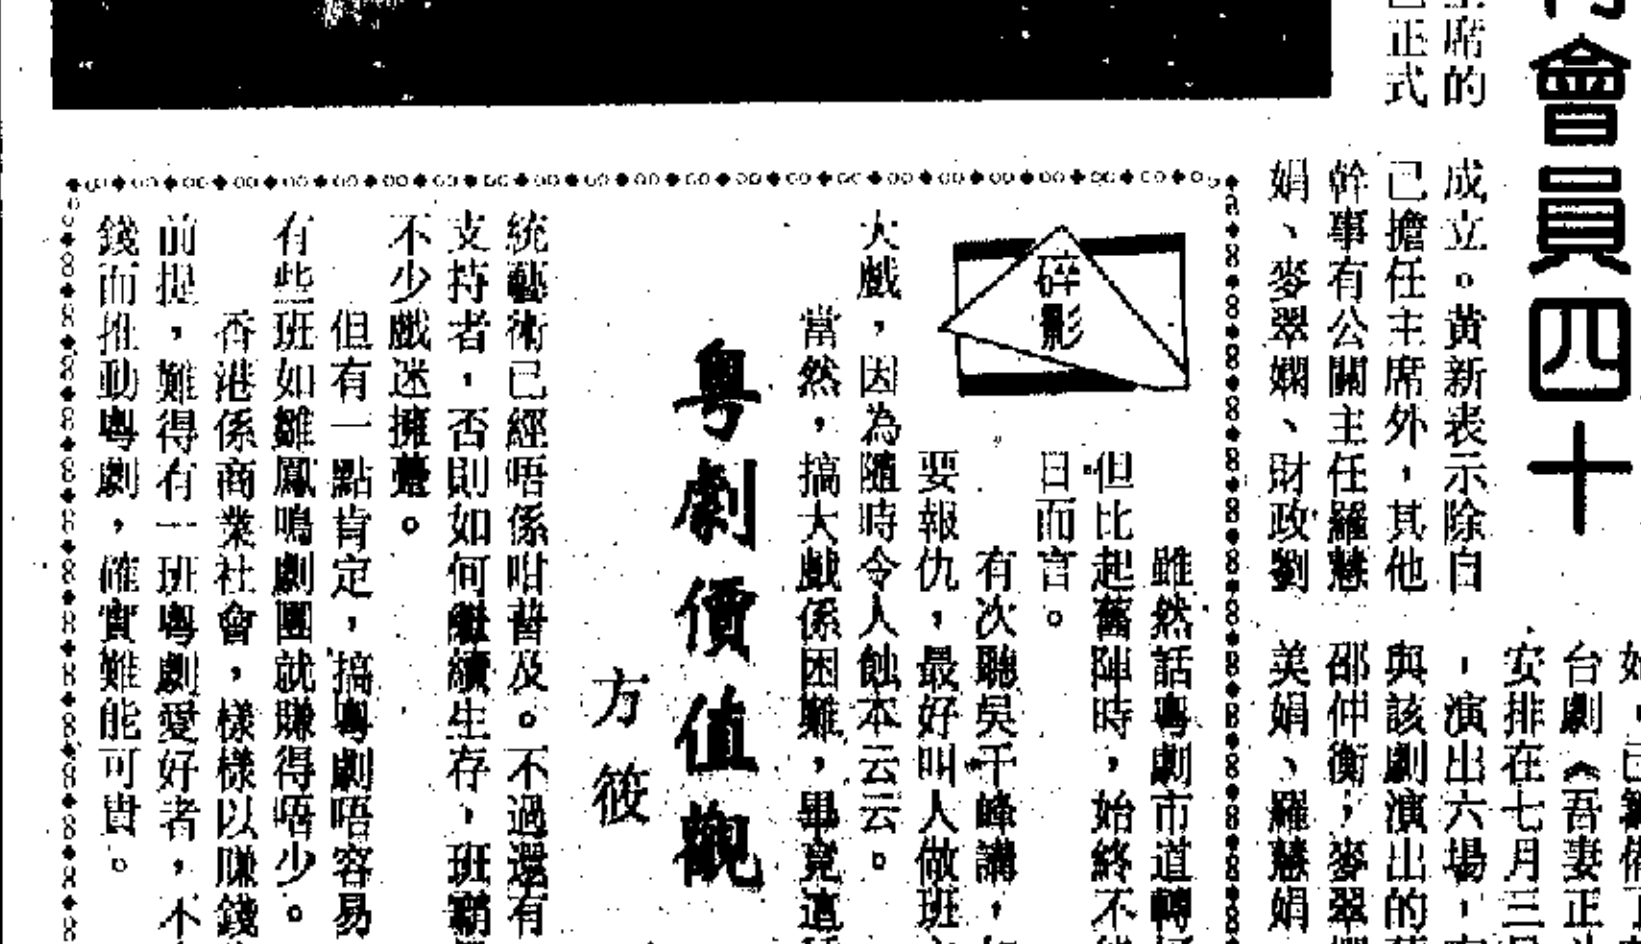 會員四十
席的
正式
成立。黃新表示除自
已擔任主席外，其他
幹事有公關主任羅慧
娟、麥翠嫻、財政劉
台劇《吾妻正
安排在七月三
，演出六場，
與該劇演出的
邵仲衡，麥翠
美娟、羅慧娟
碎影
粵劇價值觀
方筱
雖然話粵劇市道轉
但比起舊陣時，始終不
日而言。
有次聽吳千峰講，
要報仇，最好叫人做班
大戲，因為隨時令人蝕本云云。
當然，搞大戲係困難，畢竟這
統藝術已經唔係咁普及。不過還有
支持者，否則如何繼續生存，班霸
不少戲迷擁躉。
但有一點肯定，搞粵劇唔容易
有些班如雛鳳鳴劇團就賺得唔少。
香港係商業社會，樣樣以賺錢
前提，難得有一班粵劇愛好者，不
錢而推動粵劇，確實難能可貴。